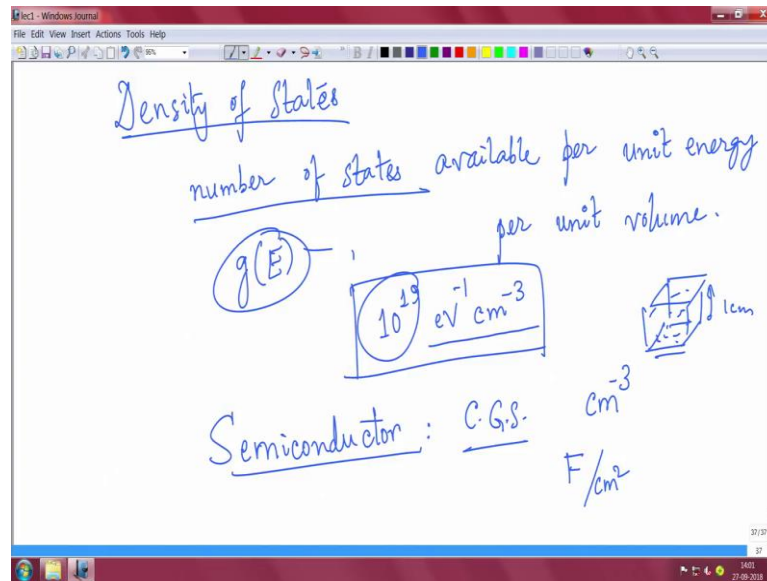 lec1 - Windows Journal
File Edit View Insert Actions Tools Help
96%
Density of States
number of states available per unit energy
per unit volume.
g(E)
10^19 eV^-1 cm^-3
1cm
Semiconductor : C.G.S. cm^-3
F/cm^2
37/37
37
14:01
27-09-2018